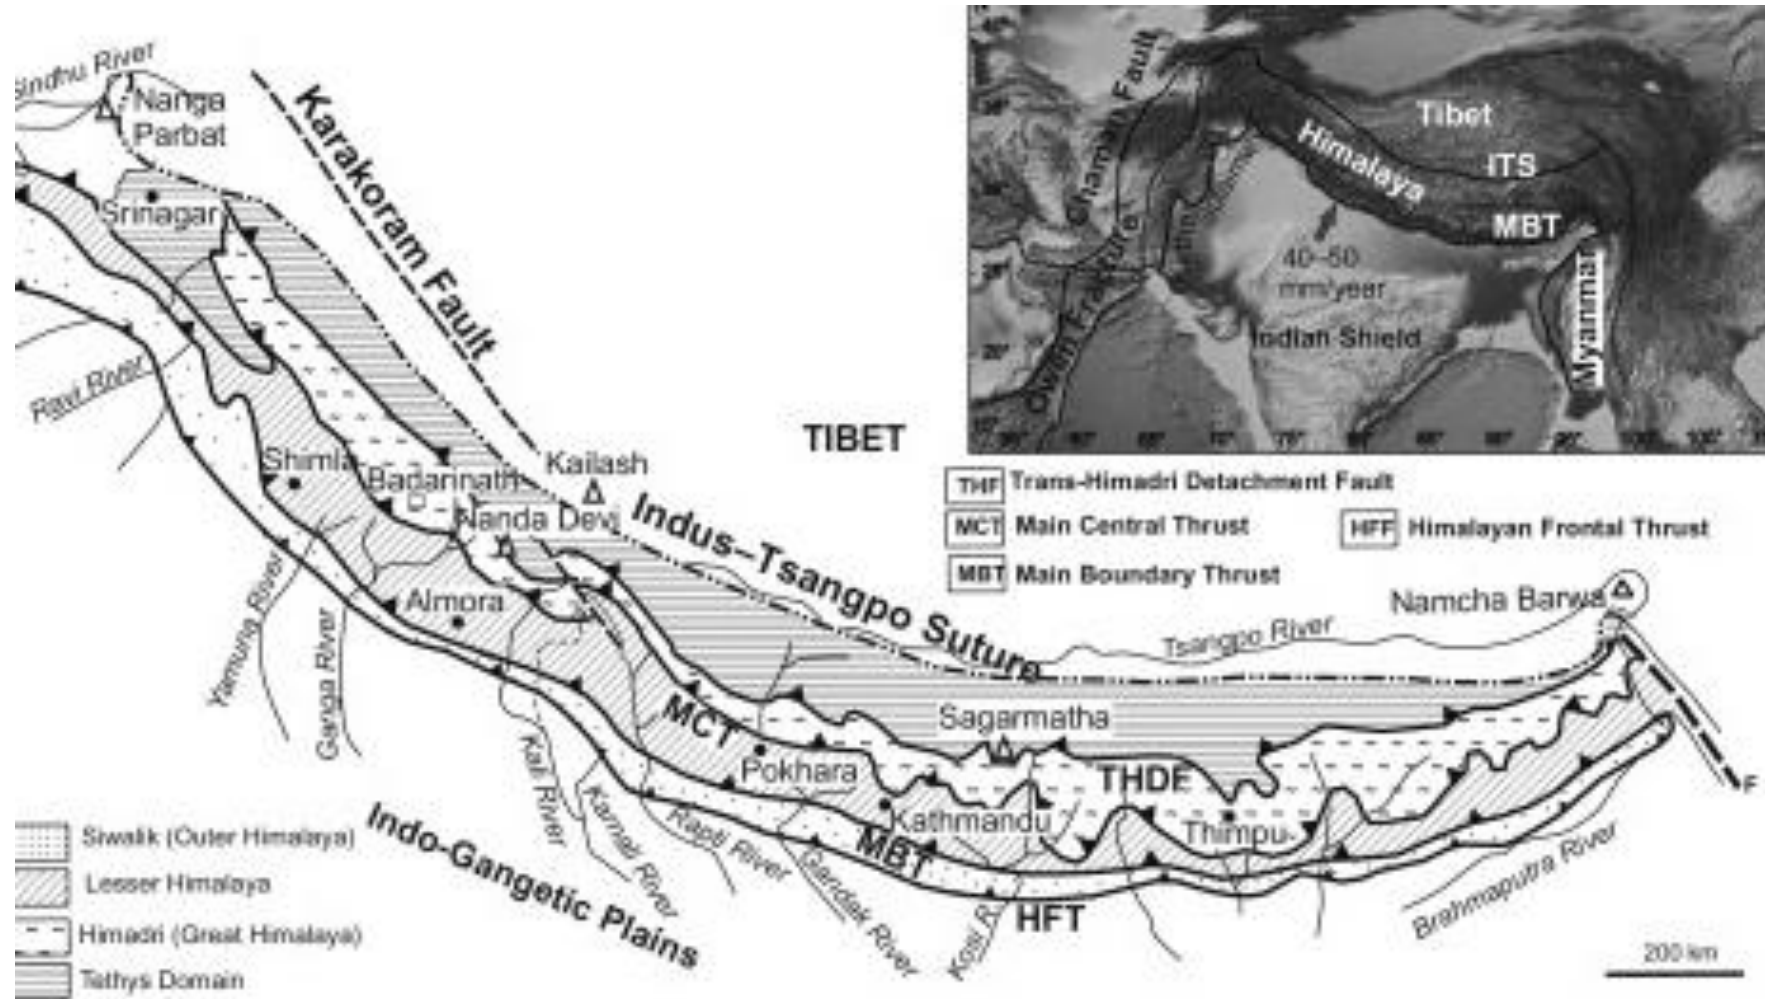 Sindhu River
Nanga
Parbat
Karakoram Fault
Srinagar
Ravi River
Shimla
Badarinath
Nanda Devi
Kailash
TIBET
Indus–Tsangpo Suture
Almora
Yamuna River
Ganga River
Kali River
Karnali River
Rapti River
Gandak River
Kosi R
MCT
Pokhara
Sagarmatha
THDF
Kathmandu
MBT
Thimpu
HFT
Tsangpo River
Namcha Barwa
F
Brahmaputra River
Indo-Gangetic Plains
200 km
Siwalik (Outer Himalaya)
Lesser Himalaya
Himadri (Great Himalaya)
Tethys Domain
Chaman Fault
Owen Fracture
Himalaya
Tibet
ITS
MBT
40–50
mm/year
Indian Shield
Myanmar
THF Trans-Himadri Detachment Fault
MCT Main Central Thrust
HFF Himalayan Frontal Thrust
MBT Main Boundary Thrust